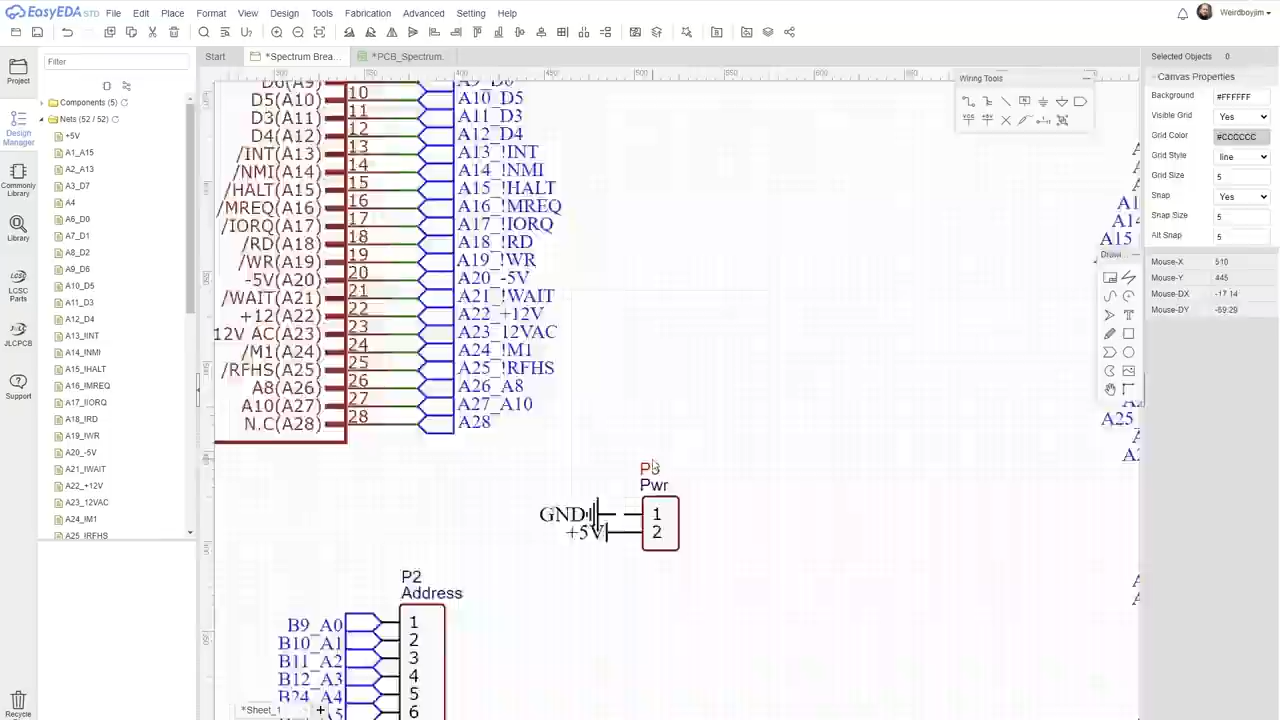 EasyEDA STD
File
Edit
Place
Format
View
Design
Tools
Fabrication
Advanced
Setting
Help
Weirdboyjim
Start
*Spectrum Brea...
*PCB_Spectrum.
Project
Design
Manager
Commonly
Library
Library
LCSC
Parts
JLCPCB
Support
Recycle
Filter
Components (5)
Nets (52 / 52)
+5V
A1_A15
A2_A13
A3_D7
A4
A6_D0
A7_D1
A8_D2
A9_D6
A10_D5
A11_D3
A12_D4
A13_!INT
A14_!NMI
A15_!HALT
A16_!MREQ
A17_!IORQ
A18_!RD
A19_!WR
A20_-5V
A21_!WAIT
A22_+12V
A23_12VAC
A24_!M1
A25_!RFHS
400
450
500
550
600
D5(A10) 10 A10_D5
D3(A11) 11 A11_D3
D4(A12) 12 A12_D4
/INT(A13) 13 A13_!INT
/NMI(A14) 14 A14_!NMI
/HALT(A15) 15 A15_!HALT
MREQ(A16) 16 A16_!MREQ
/IORQ(A17) 17 A17_!IORQ
/RD(A18) 18 A18_!RD
/WR(A19) 19 A19_!WR
-5V(A20) 20 A20_-5V
/WAIT(A21) 21 A21_!WAIT
+12(A22) 22 A22_+12V
12V AC(A23) 23 A23_12VAC
/M1(A24) 24 A24_!M1
/RFHS(A25) 25 A25_!RFHS
A8(A26) 26 A26_A8
A10(A27) 27 A27_A10
N.C(A28) 28 A28
P3
Pwr
GND 1
+5V 2
P2
Address
B9_A0 1
B10_A1 2
B11_A2 3
B12_A3 4
B24_A4 5
6
*Sheet_1
Wiring Tools
Selected Objects 0
Canvas Properties
Background #FFFFFF
Visible Grid Yes
Grid Color #CCCCCC
Grid Style line
Grid Size 5
Snap Yes
Snap Size 5
Alt Snap 5
Mouse-X 510
Mouse-Y 445
Mouse-DX -17.14
Mouse-DY -69.29